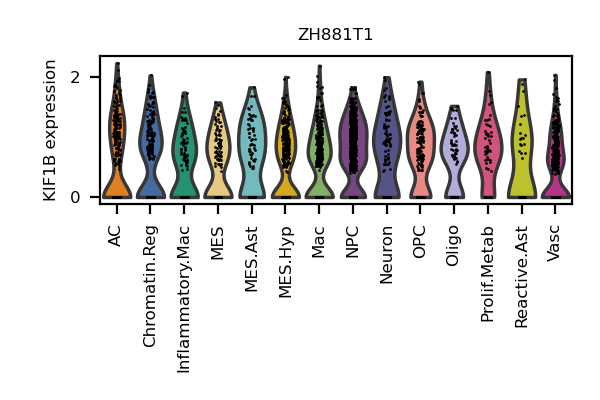 ZH881T1
KIF1B expression
2
0
AC
Chromatin.Reg
Inflammatory.Mac
MES
MES.Ast
MES.Hyp
Mac
NPC
Neuron
OPC
Oligo
Prolif.Metab
Reactive.Ast
Vasc